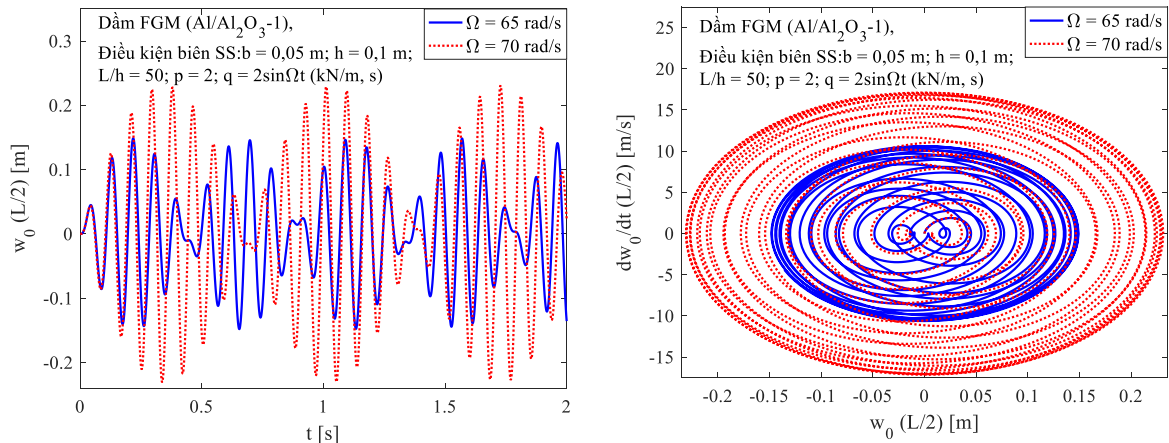 Dầm FGM (Al/Al2O3-1),
Điều kiện biên SS:b = 0,05 m; h = 0,1 m;
L/h = 50; p = 2; q = 2sinΩt (kN/m, s)
Ω = 65 rad/s
Ω = 70 rad/s
0.3
0.2
0.1
0
-0.1
-0.2
w0 (L/2) [m]
0 0.5 1 1.5 2
t [s]
Dầm FGM (Al/Al2O3-1),
Điều kiện biên SS:b = 0,05 m; h = 0,1 m;
L/h = 50; p = 2; q = 2sinΩt (kN/m, s)
Ω = 65 rad/s
Ω = 70 rad/s
25
20
15
10
5
0
-5
-10
-15
dw0/dt (L/2) [m/s]
-0.2 -0.15 -0.1 -0.05 0 0.05 0.1 0.15 0.2
w0 (L/2) [m]